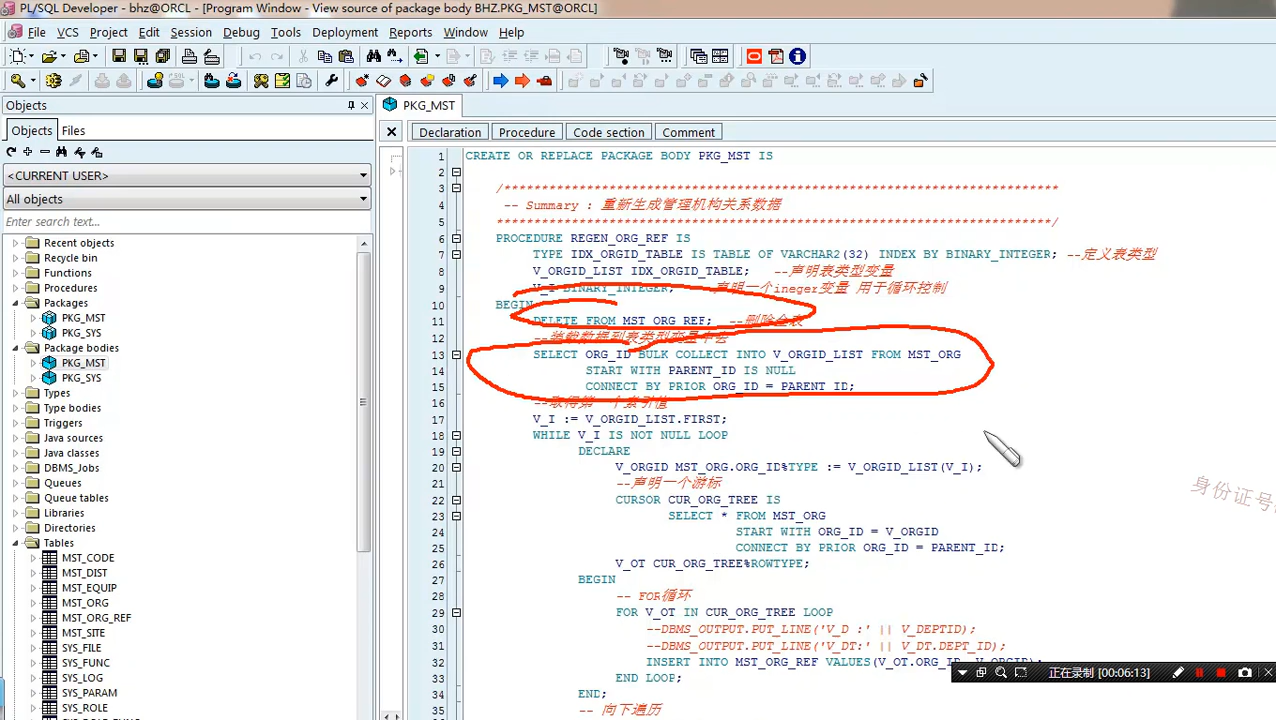 PL/SQL Developer - bhz@ORCL - [Program Window - View source of package body BHZ.PKG_MST@ORCL]
File VCS Project Edit Session Debug Tools Deployment Reports Window Help
Objects
PKG_MST
Objects Files
Declaration Procedure Code section Comment
<CURRENT USER>
All objects
Enter search text...
Recent objects
Recycle bin
Functions
Procedures
Packages
PKG_MST
PKG_SYS
Package bodies
PKG_MST
PKG_SYS
Types
Type bodies
Triggers
Java sources
Java classes
DBMS_Jobs
Queues
Queue tables
Libraries
Directories
Tables
MST_CODE
MST_DIST
MST_EQUIP
MST_ORG
MST_ORG_REF
MST_SITE
SYS_FILE
SYS_FUNC
SYS_LOG
SYS_PARAM
SYS_ROLE
1 CREATE OR REPLACE PACKAGE BODY PKG_MST IS
2
3 /**************************************************************************
4 -- Summary : 重新生成管理机构关系数据
5 **************************************************************************/
6 PROCEDURE REGEN_ORG_REF IS
7 TYPE IDX_ORGID_TABLE IS TABLE OF VARCHAR2(32) INDEX BY BINARY_INTEGER; --定义表类型
8 V_ORGID_LIST IDX_ORGID_TABLE; --声明表类型变量
9 V_I BINARY_INTEGER; --声明一个ineger变量 用于循环控制
10 BEGIN
11 DELETE FROM MST_ORG_REF; --删除全表
12 --装载数据到表类型变量中去
13 SELECT ORG_ID BULK COLLECT INTO V_ORGID_LIST FROM MST_ORG
14 START WITH PARENT_ID IS NULL
15 CONNECT BY PRIOR ORG_ID = PARENT_ID;
16 --取得第一个索引值
17 V_I := V_ORGID_LIST.FIRST;
18 WHILE V_I IS NOT NULL LOOP
19 DECLARE
20 V_ORGID MST_ORG.ORG_ID%TYPE := V_ORGID_LIST(V_I);
21 --声明一个游标
22 CURSOR CUR_ORG_TREE IS
23 SELECT * FROM MST_ORG
24 START WITH ORG_ID = V_ORGID
25 CONNECT BY PRIOR ORG_ID = PARENT_ID;
26 V_OT CUR_ORG_TREE%ROWTYPE;
27 BEGIN
28 -- FOR循环
29 FOR V_OT IN CUR_ORG_TREE LOOP
30 --DBMS_OUTPUT.PUT_LINE('V_D :' || V_DEPTID);
31 --DBMS_OUTPUT.PUT_LINE('V_DT:' || V_DT.DEPT_ID);
32 INSERT INTO MST_ORG_REF VALUES(V_OT.ORG_ID, V_ORGID);
33 END LOOP;
34 END;
35 -- 向下遍历
身份证号
正在录制 [00:06:13]